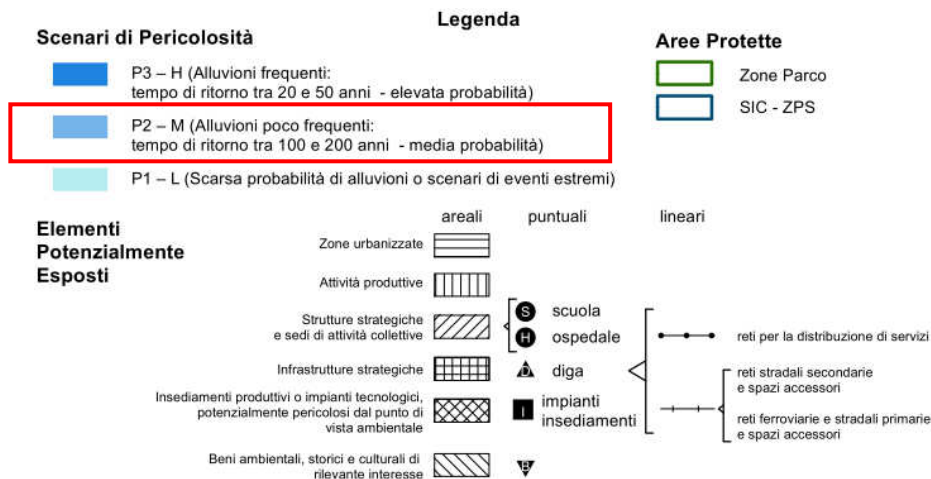 Legenda
Scenari di Pericolosità
P3 – H (Alluvioni frequenti:
tempo di ritorno tra 20 e 50 anni - elevata probabilità)
P2 – M (Alluvioni poco frequenti:
tempo di ritorno tra 100 e 200 anni - media probabilità)
P1 – L (Scarsa probabilità di alluvioni o scenari di eventi estremi)
Aree Protette
Zone Parco
SIC - ZPS
Elementi
Potenzialmente
Esposti
areali
puntuali
lineari
Zone urbanizzate
Attività produttive
Strutture strategiche
e sedi di attività collettive
S scuola
H ospedale
Infrastrutture strategiche
D diga
Insediamenti produttivi o impianti tecnologici,
potenzialmente pericolosi dal punto di
vista ambientale
I impianti
insediamenti
Beni ambientali, storici e culturali di
rilevante interesse
B
reti per la distribuzione di servizi
reti stradali secondarie
e spazi accessori
reti ferroviarie e stradali primarie
e spazi accessori